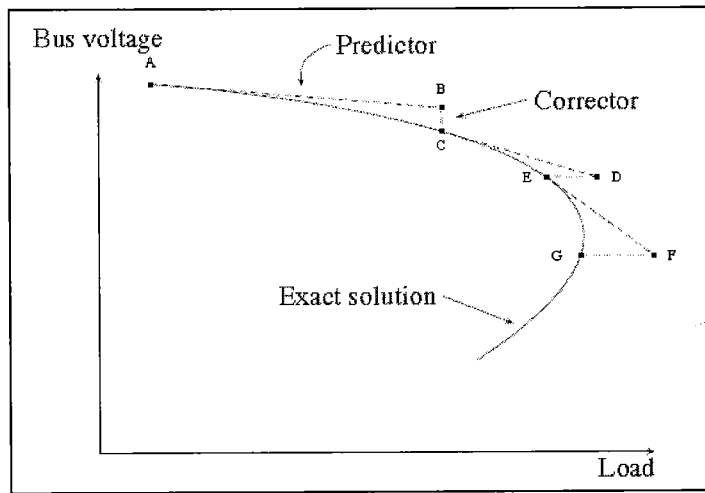 Bus voltage
A
Predictor
B
Corrector
C
E
D
G
F
Exact solution
Load